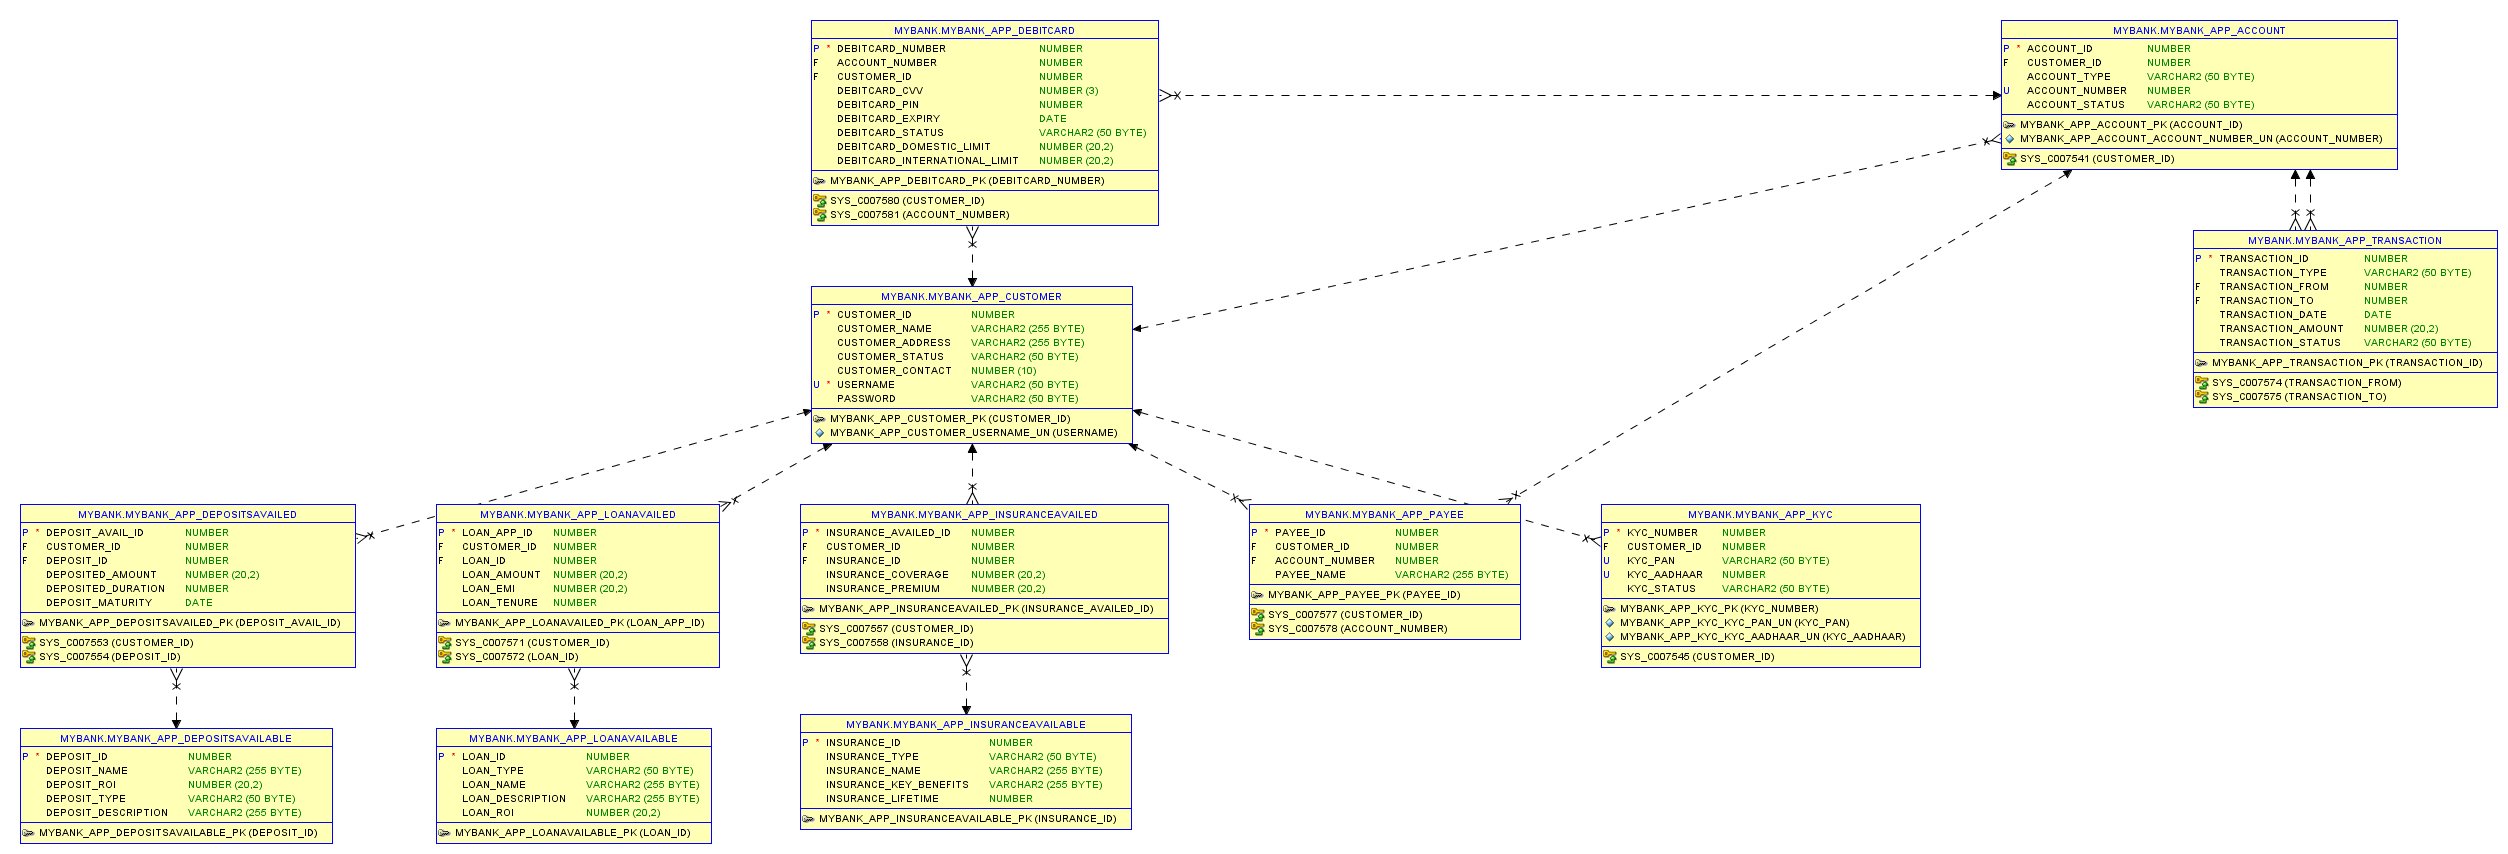 MYBANK.MYBANK_APP_DEBITCARD
P * DEBITCARD_NUMBER NUMBER
F ACCOUNT_NUMBER NUMBER
F CUSTOMER_ID NUMBER
DEBITCARD_CVV NUMBER (3)
DEBITCARD_PIN NUMBER
DEBITCARD_EXPIRY DATE
DEBITCARD_STATUS VARCHAR2 (50 BYTE)
DEBITCARD_DOMESTIC_LIMIT NUMBER (20,2)
DEBITCARD_INTERNATIONAL_LIMIT NUMBER (20,2)
MYBANK_APP_DEBITCARD_PK (DEBITCARD_NUMBER)
SYS_C007580 (CUSTOMER_ID)
SYS_C007581 (ACCOUNT_NUMBER)
MYBANK.MYBANK_APP_ACCOUNT
P * ACCOUNT_ID NUMBER
F CUSTOMER_ID NUMBER
ACCOUNT_TYPE VARCHAR2 (50 BYTE)
U ACCOUNT_NUMBER NUMBER
ACCOUNT_STATUS VARCHAR2 (50 BYTE)
MYBANK_APP_ACCOUNT_PK (ACCOUNT_ID)
MYBANK_APP_ACCOUNT_ACCOUNT_NUMBER_UN (ACCOUNT_NUMBER)
SYS_C007541 (CUSTOMER_ID)
MYBANK.MYBANK_APP_TRANSACTION
P * TRANSACTION_ID NUMBER
TRANSACTION_TYPE VARCHAR2 (50 BYTE)
F TRANSACTION_FROM NUMBER
F TRANSACTION_TO NUMBER
TRANSACTION_DATE DATE
TRANSACTION_AMOUNT NUMBER (20,2)
TRANSACTION_STATUS VARCHAR2 (50 BYTE)
MYBANK_APP_TRANSACTION_PK (TRANSACTION_ID)
SYS_C007574 (TRANSACTION_FROM)
SYS_C007575 (TRANSACTION_TO)
MYBANK.MYBANK_APP_CUSTOMER
P * CUSTOMER_ID NUMBER
CUSTOMER_NAME VARCHAR2 (255 BYTE)
CUSTOMER_ADDRESS VARCHAR2 (255 BYTE)
CUSTOMER_STATUS VARCHAR2 (50 BYTE)
CUSTOMER_CONTACT NUMBER (10)
U * USERNAME VARCHAR2 (50 BYTE)
PASSWORD VARCHAR2 (50 BYTE)
MYBANK_APP_CUSTOMER_PK (CUSTOMER_ID)
MYBANK_APP_CUSTOMER_USERNAME_UN (USERNAME)
MYBANK.MYBANK_APP_DEPOSITSAVAILED
P * DEPOSIT_AVAIL_ID NUMBER
F CUSTOMER_ID NUMBER
F DEPOSIT_ID NUMBER
DEPOSITED_AMOUNT NUMBER (20,2)
DEPOSITED_DURATION NUMBER
DEPOSIT_MATURITY DATE
MYBANK_APP_DEPOSITSAVAILED_PK (DEPOSIT_AVAIL_ID)
SYS_C007553 (CUSTOMER_ID)
SYS_C007554 (DEPOSIT_ID)
MYBANK.MYBANK_APP_LOANAVAILED
P * LOAN_APP_ID NUMBER
F CUSTOMER_ID NUMBER
F LOAN_ID NUMBER
LOAN_AMOUNT NUMBER (20,2)
LOAN_EMI NUMBER (20,2)
LOAN_TENURE NUMBER
MYBANK_APP_LOANAVAILED_PK (LOAN_APP_ID)
SYS_C007571 (CUSTOMER_ID)
SYS_C007572 (LOAN_ID)
MYBANK.MYBANK_APP_INSURANCEAVAILED
P * INSURANCE_AVAILED_ID NUMBER
F CUSTOMER_ID NUMBER
F INSURANCE_ID NUMBER
INSURANCE_COVERAGE NUMBER (20,2)
INSURANCE_PREMIUM NUMBER (20,2)
MYBANK_APP_INSURANCEAVAILED_PK (INSURANCE_AVAILED_ID)
SYS_C007557 (CUSTOMER_ID)
SYS_C007558 (INSURANCE_ID)
MYBANK.MYBANK_APP_PAYEE
P * PAYEE_ID NUMBER
F CUSTOMER_ID NUMBER
F ACCOUNT_NUMBER NUMBER
PAYEE_NAME VARCHAR2 (255 BYTE)
MYBANK_APP_PAYEE_PK (PAYEE_ID)
SYS_C007577 (CUSTOMER_ID)
SYS_C007578 (ACCOUNT_NUMBER)
MYBANK.MYBANK_APP_KYC
P * KYC_NUMBER NUMBER
F CUSTOMER_ID NUMBER
U KYC_PAN VARCHAR2 (50 BYTE)
U KYC_AADHAAR NUMBER
KYC_STATUS VARCHAR2 (50 BYTE)
MYBANK_APP_KYC_PK (KYC_NUMBER)
MYBANK_APP_KYC_KYC_PAN_UN (KYC_PAN)
MYBANK_APP_KYC_KYC_AADHAAR_UN (KYC_AADHAAR)
SYS_C007545 (CUSTOMER_ID)
MYBANK.MYBANK_APP_DEPOSITSAVAILABLE
P * DEPOSIT_ID NUMBER
DEPOSIT_NAME VARCHAR2 (255 BYTE)
DEPOSIT_ROI NUMBER (20,2)
DEPOSIT_TYPE VARCHAR2 (50 BYTE)
DEPOSIT_DESCRIPTION VARCHAR2 (255 BYTE)
MYBANK_APP_DEPOSITSAVAILABLE_PK (DEPOSIT_ID)
MYBANK.MYBANK_APP_LOANAVAILABLE
P * LOAN_ID NUMBER
LOAN_TYPE VARCHAR2 (50 BYTE)
LOAN_NAME VARCHAR2 (255 BYTE)
LOAN_DESCRIPTION VARCHAR2 (255 BYTE)
LOAN_ROI NUMBER (20,2)
MYBANK_APP_LOANAVAILABLE_PK (LOAN_ID)
MYBANK.MYBANK_APP_INSURANCEAVAILABLE
P * INSURANCE_ID NUMBER
INSURANCE_TYPE VARCHAR2 (50 BYTE)
INSURANCE_NAME VARCHAR2 (255 BYTE)
INSURANCE_KEY_BENEFITS VARCHAR2 (255 BYTE)
INSURANCE_LIFETIME NUMBER
MYBANK_APP_INSURANCEAVAILABLE_PK (INSURANCE_ID)